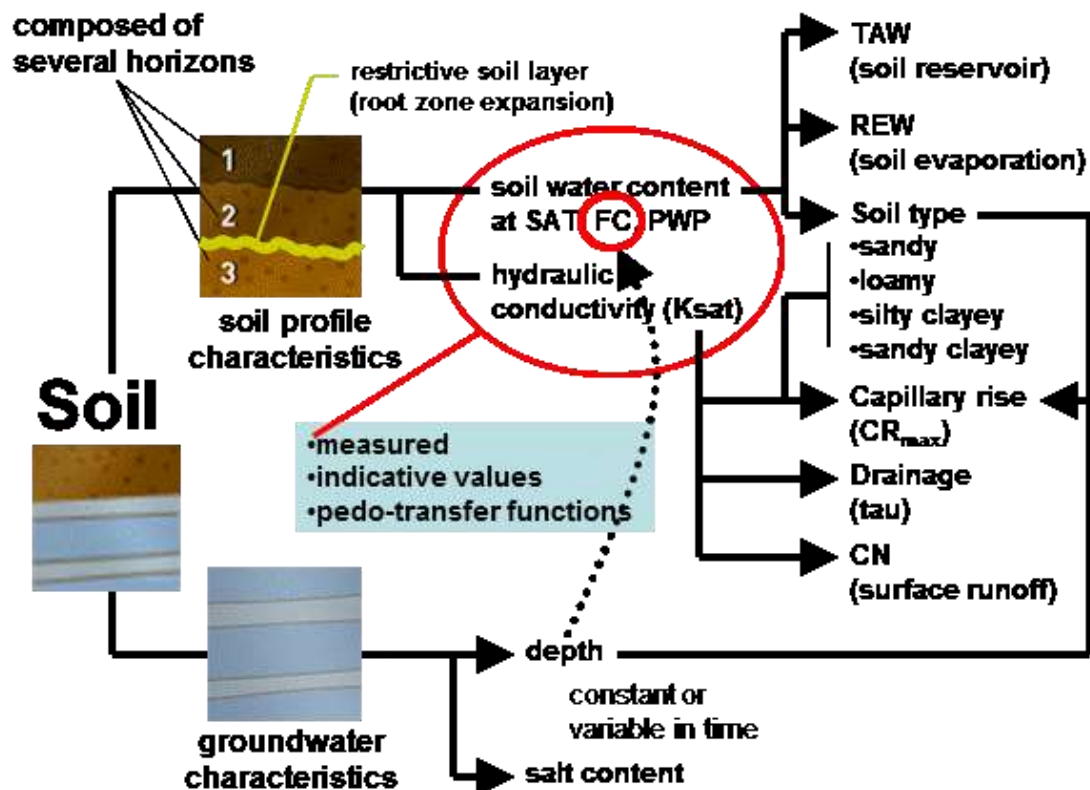 composed of
several horizons
restrictive soil layer
(root zone expansion)
1
2
3
soil profile
characteristics
soil water content
at SAT, FC, PWP
hydraulic
conductivity (Ksat)
TAW
(soil reservoir)
REW
(soil evaporation)
Soil type
•sandy
•loamy
•silty clayey
•sandy clayey
Capillary rise
(CRmax)
Drainage
(tau)
CN
(surface runoff)
Soil
•measured
•indicative values
•pedo-transfer functions
depth
constant or
variable in time
groundwater
characteristics
salt content